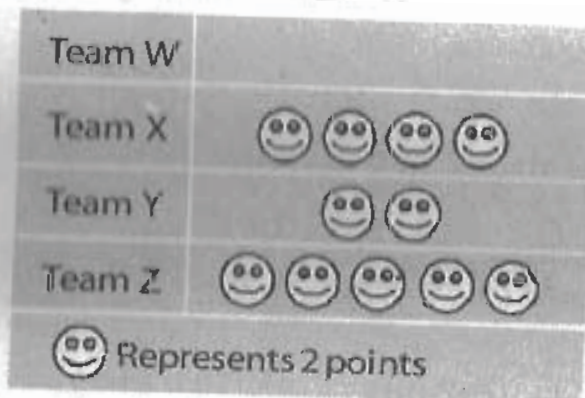 Team W
Team X
Team Y
Team Z
Represents 2 points